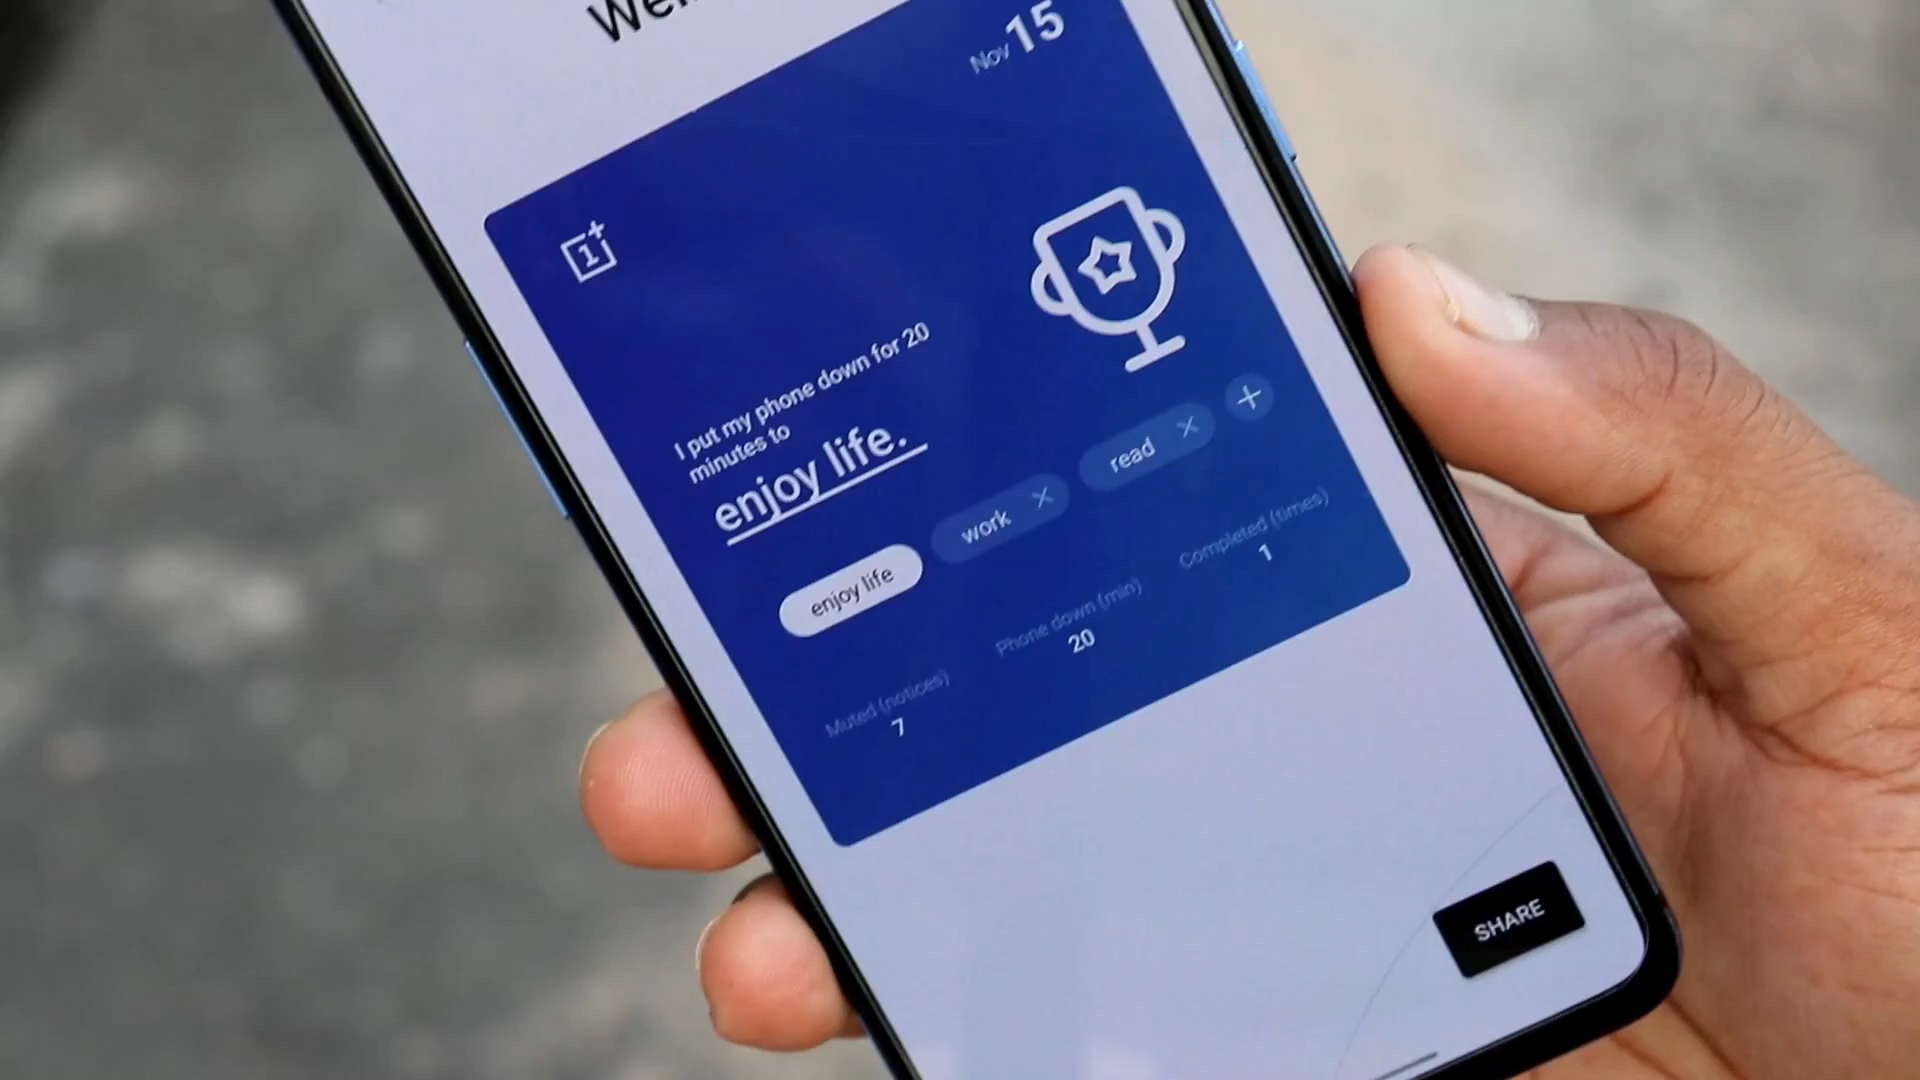 Nov 15
1+
I put my phone down for 20
minutes to
enjoy life.
enjoy life
work
read
Muted (notices)
7
Phone down (min)
20
Completed (times)
1
SHARE